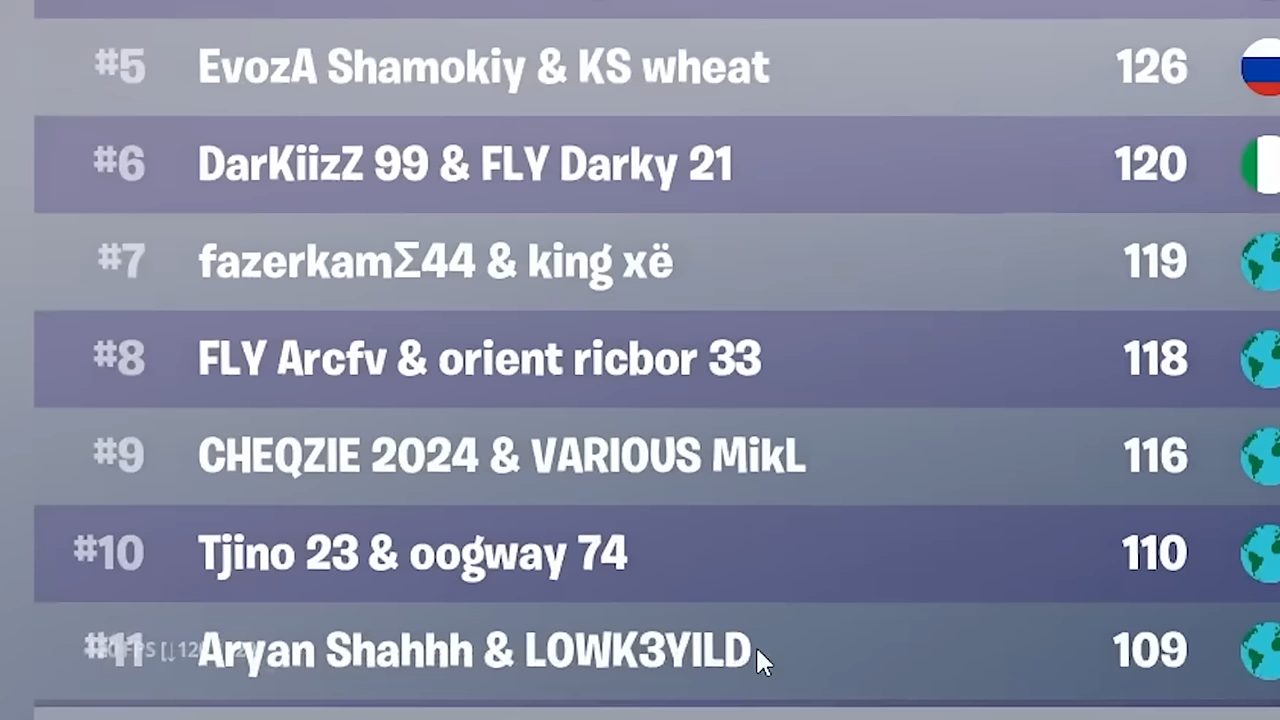 #5 EvozA Shamokiy & KS wheat 126
#6 DarKiizZ 99 & FLY Darky 21 120
#7 fazerkamΣ44 & king xë 119
#8 FLY Arcfv & orient ricbor 33 118
#9 CHEQZIE 2024 & VARIOUS MikL 116
#10 Tjino 23 & oogway 74 110
#11 Aryan Shahhh & LOWK3YILD 109